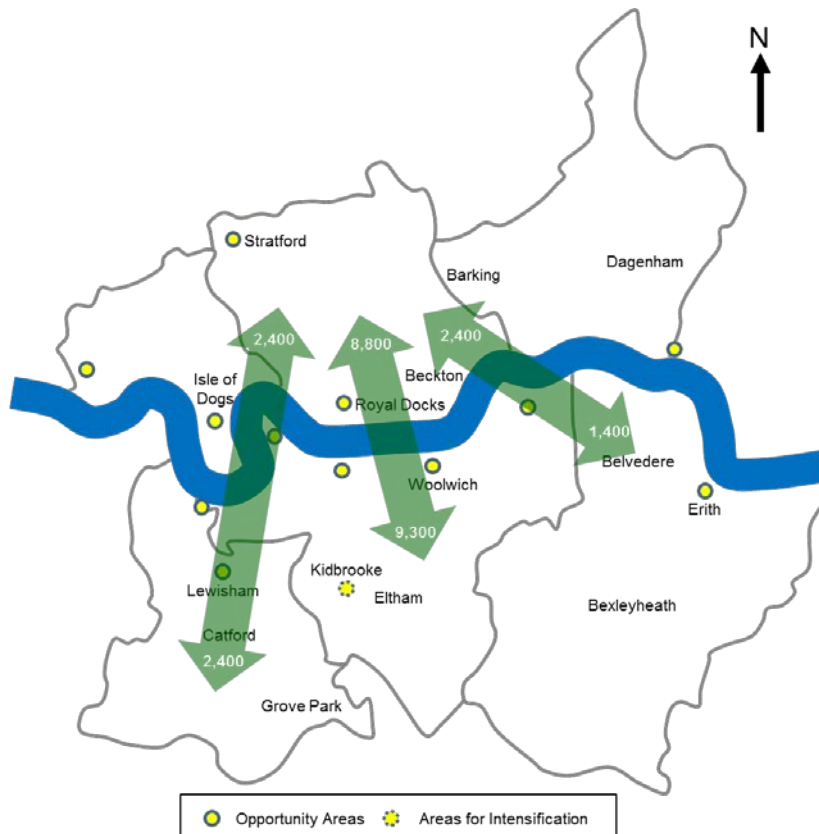 N
Stratford
Barking
Dagenham
2,400
8,800
2,400
Isle of
Dogs
Beckton
Royal Docks
1,400
Belvedere
Woolwich
Erith
9,300
Kidbrooke
Lewisham
Eltham
Bexleyheath
Catford
2,400
Grove Park
Opportunity Areas
Areas for Intensification